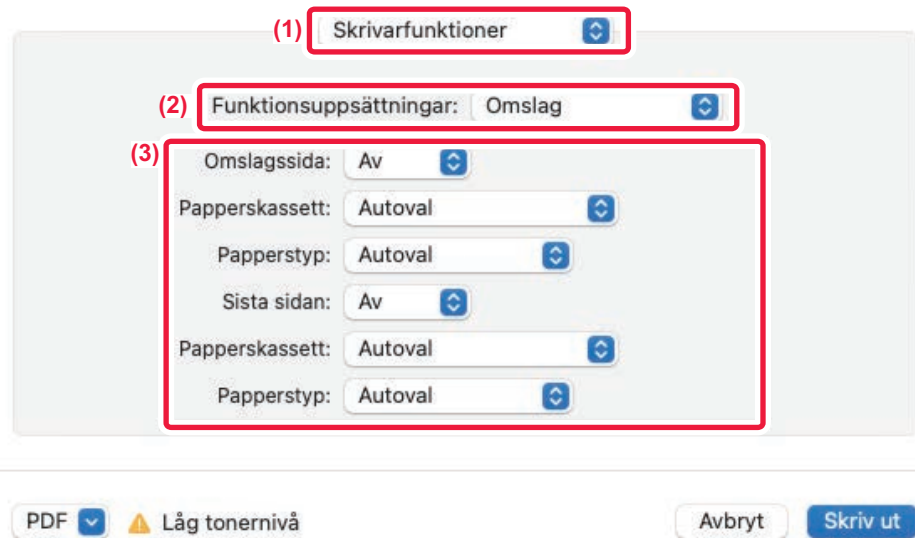 (1) Skrivarfunktioner
(2) Funktionsuppsättningar: Omslag
(3) Omslagssida: Av
Papperskassett: Autoval
Papperstyp: Autoval
Sista sidan: Av
Papperskassett: Autoval
Papperstyp: Autoval
PDF Låg tonernivå Avbryt Skriv ut